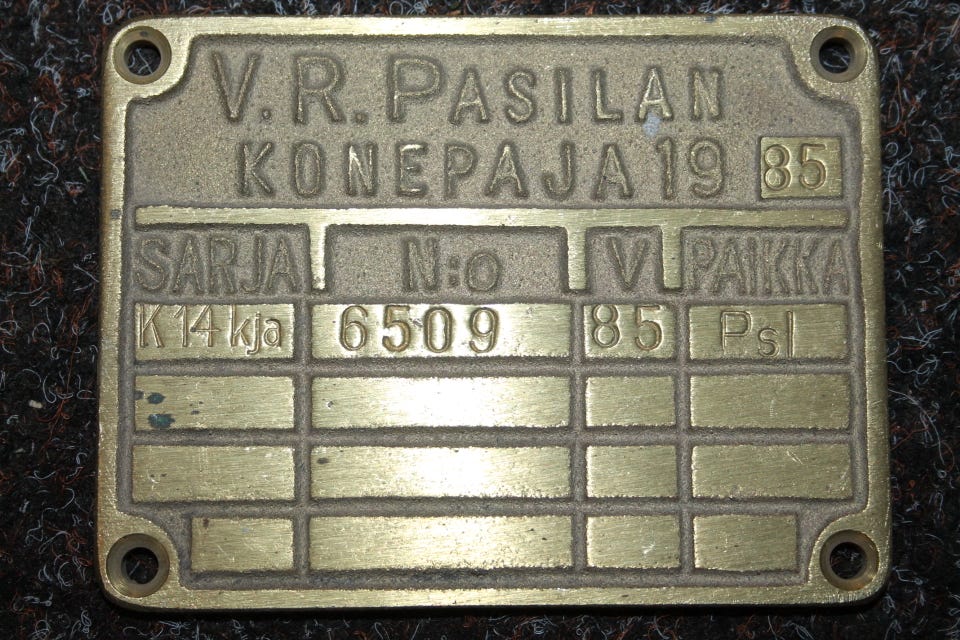 V.R. PASILAN
KONEPAJA 19 85
SARJA N:o V PAIKKA
K14kja 6509 85 Psl